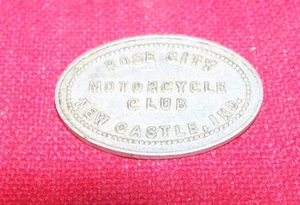 ROSE CITY
MOTORCYCLE
CLUB
NEW CASTLE, IND.